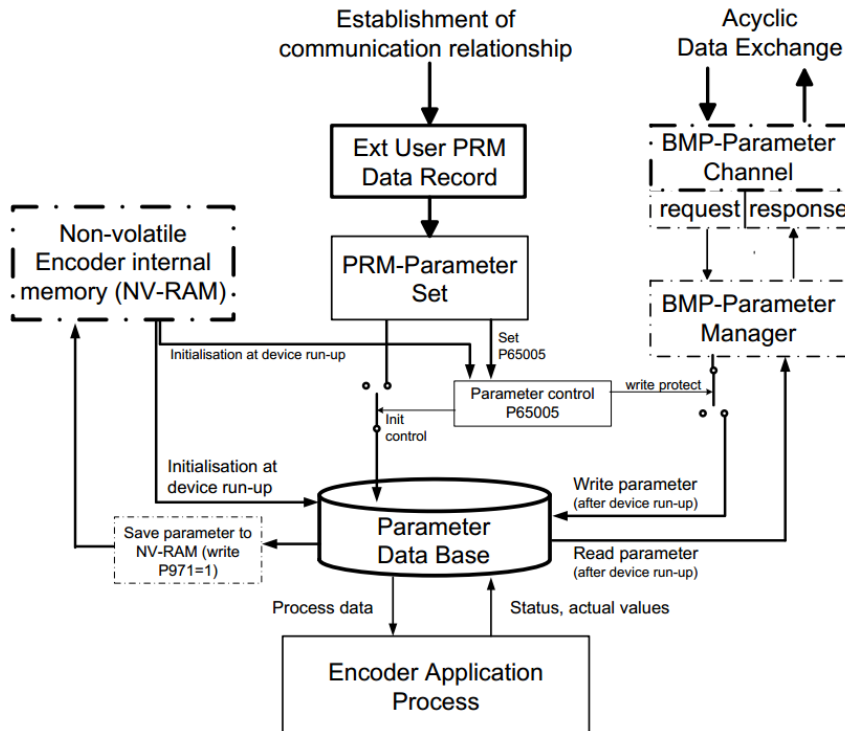 Establishment of
communication relationship
Acyclic
Data Exchange
Ext User PRM
Data Record
BMP-Parameter
Channel
request
response
Non-volatile
Encoder internal
memory (NV-RAM)
PRM-Parameter
Set
BMP-Parameter
Manager
Initialisation at device run-up
Set
P65005
Parameter control
P65005
write protect
Init
control
Initialisation at
device run-up
Write parameter
(after device run-up)
Save parameter to
NV-RAM (write
P971=1)
Parameter
Data Base
Read parameter
(after device run-up)
Process data
Status, actual values
Encoder Application
Process